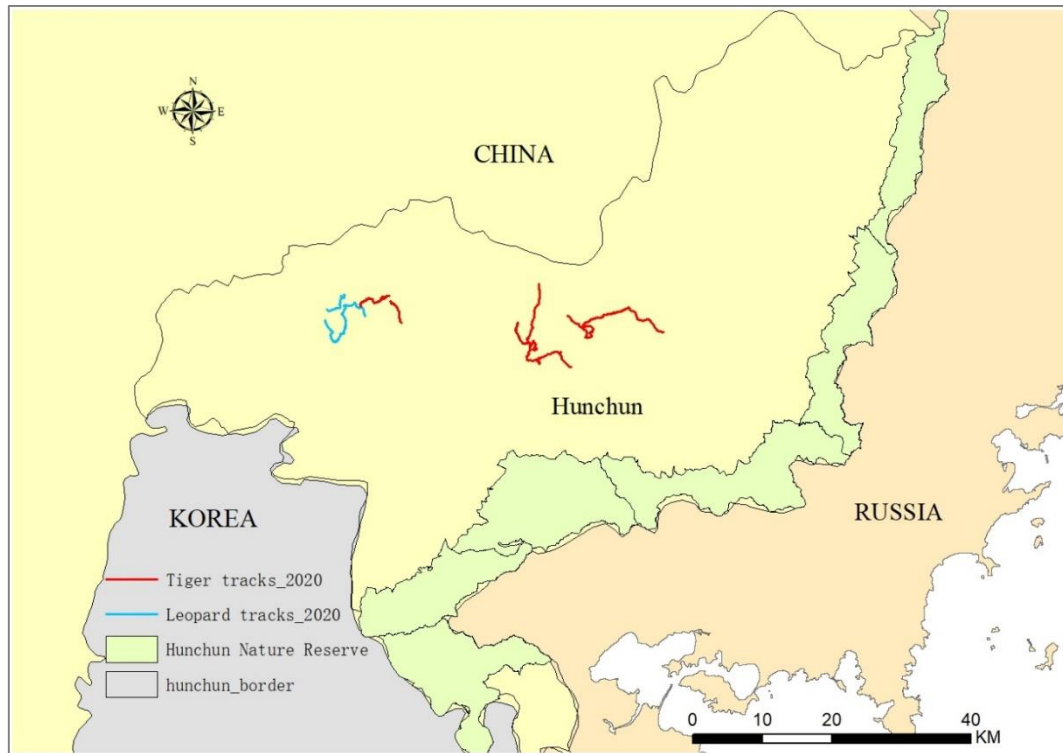 N
W E
S
CHINA
Hunchun
KOREA
RUSSIA
Tiger tracks_2020
Leopard tracks_2020
Hunchun Nature Reserve
hunchun_border
0 10 20 40
KM